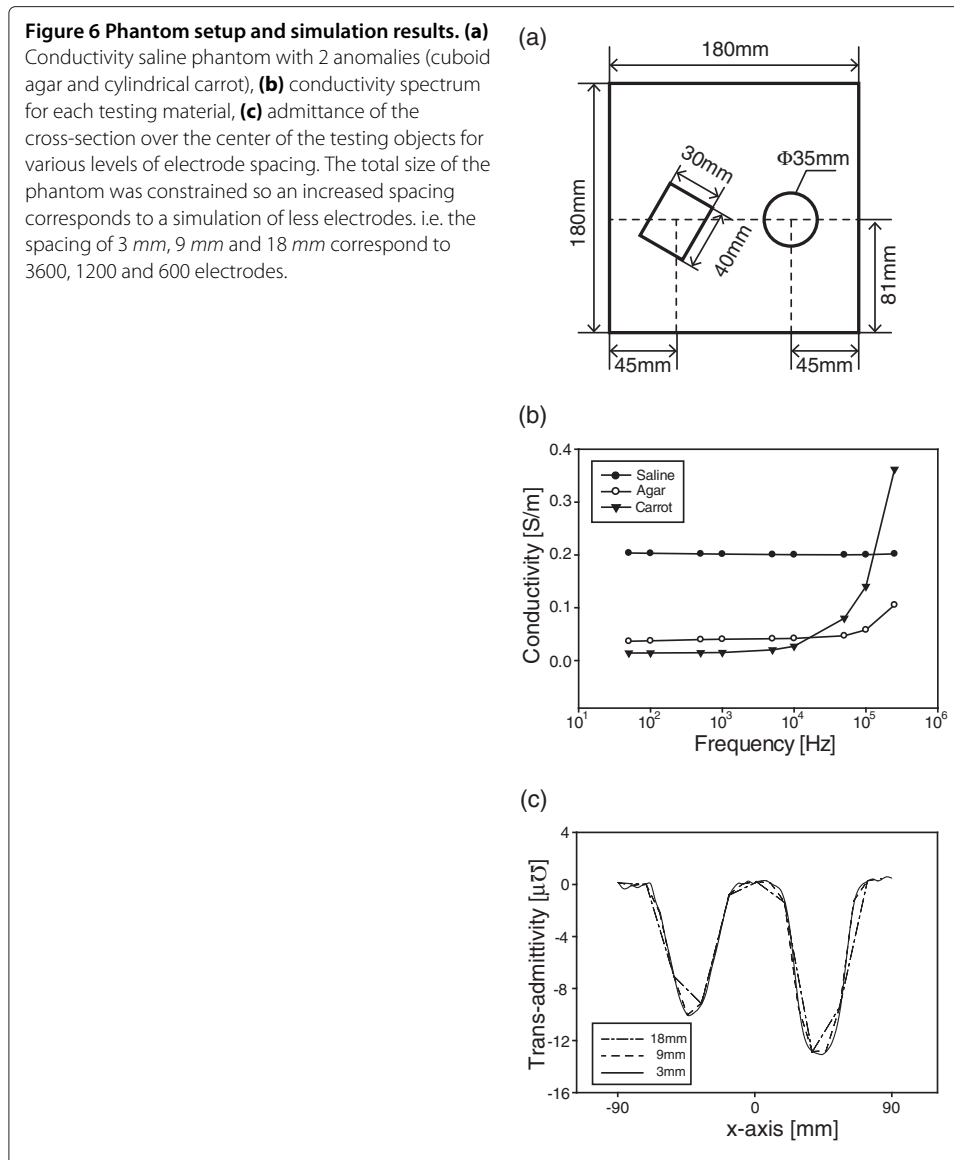 Figure 6 Phantom setup and simulation results. (a)
Conductivity saline phantom with 2 anomalies (cuboid
agar and cylindrical carrot), (b) conductivity spectrum
for each testing material, (c) admittance of the
cross-section over the center of the testing objects for
various levels of electrode spacing. The total size of the
phantom was constrained so an increased spacing
corresponds to a simulation of less electrodes. i.e. the
spacing of 3 mm, 9 mm and 18 mm correspond to
3600, 1200 and 600 electrodes.
(a)
180mm
180mm
30mm
40mm
Φ35mm
81mm
45mm
45mm
(b)
Conductivity [S/m]
0.4
0.3
0.2
0.1
0.0
Saline
Agar
Carrot
10¹ 10² 10³ 10⁴ 10⁵ 10⁶
Frequency [Hz]
(c)
Trans-admittivity [µ℧]
4
0
-4
-8
-12
-16
18mm
9mm
3mm
-90 0 90
x-axis [mm]